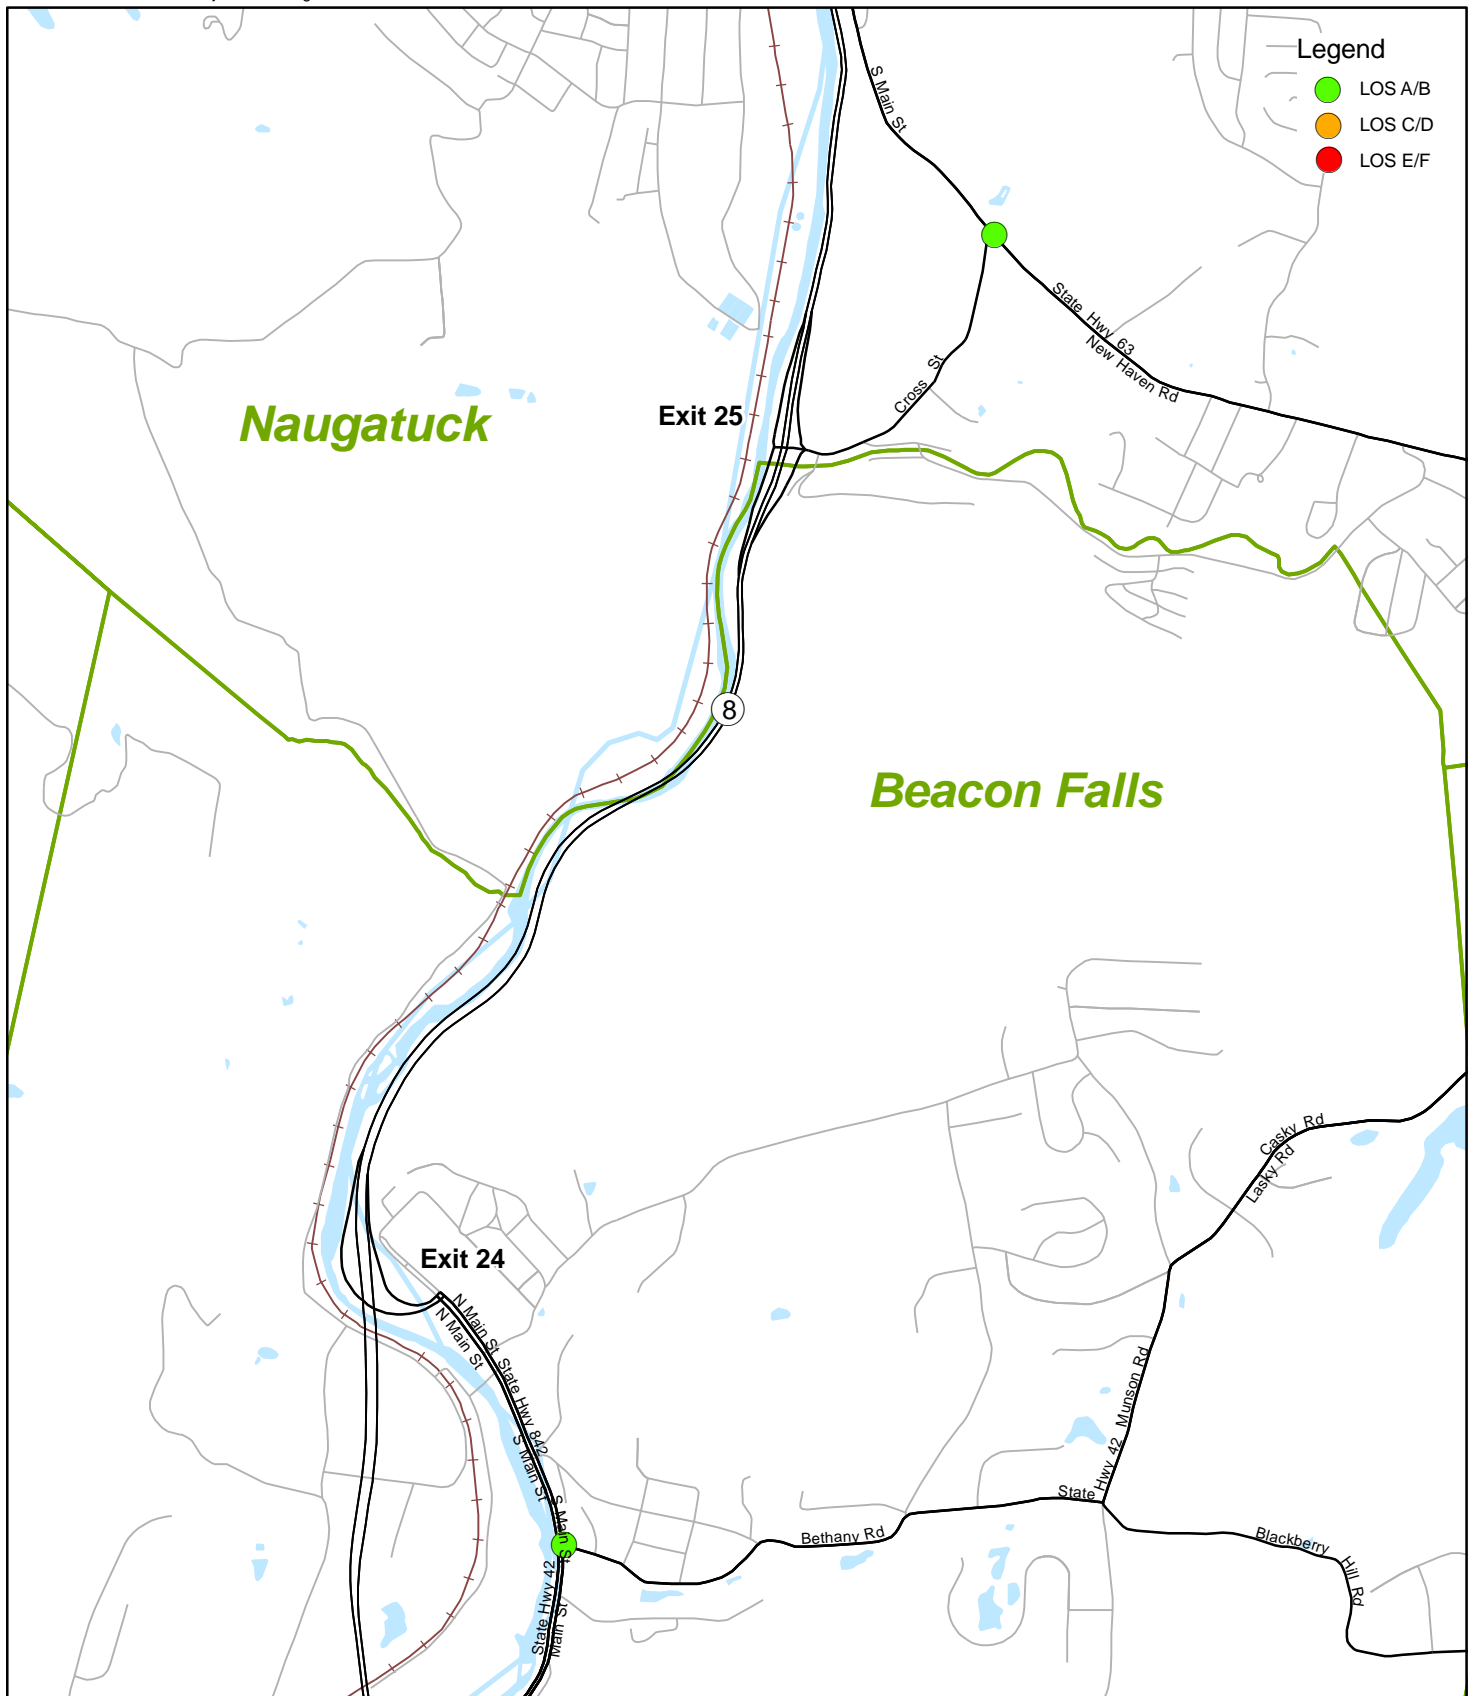 Legend
LOS A/B
LOS C/D
LOS E/F
S Main St
State Hwy 63
New Haven Rd
Cross St
Naugatuck
Exit 25
8
Beacon Falls
Casky Rd
Lasky Rd
Exit 24
N Main St State Hwy 842
N Main St
S Main St
S Main St
State Hwy 42 Munson Rd
Bethany Rd
Blackberry Hill Rd
State Hwy 42
Main St